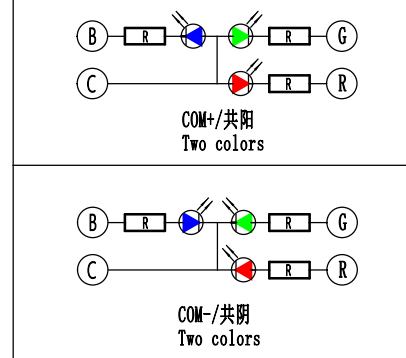 B R R G
C R R
COM+/共阳
Two colors
B R R G
C R R
COM-/共阴
Two colors